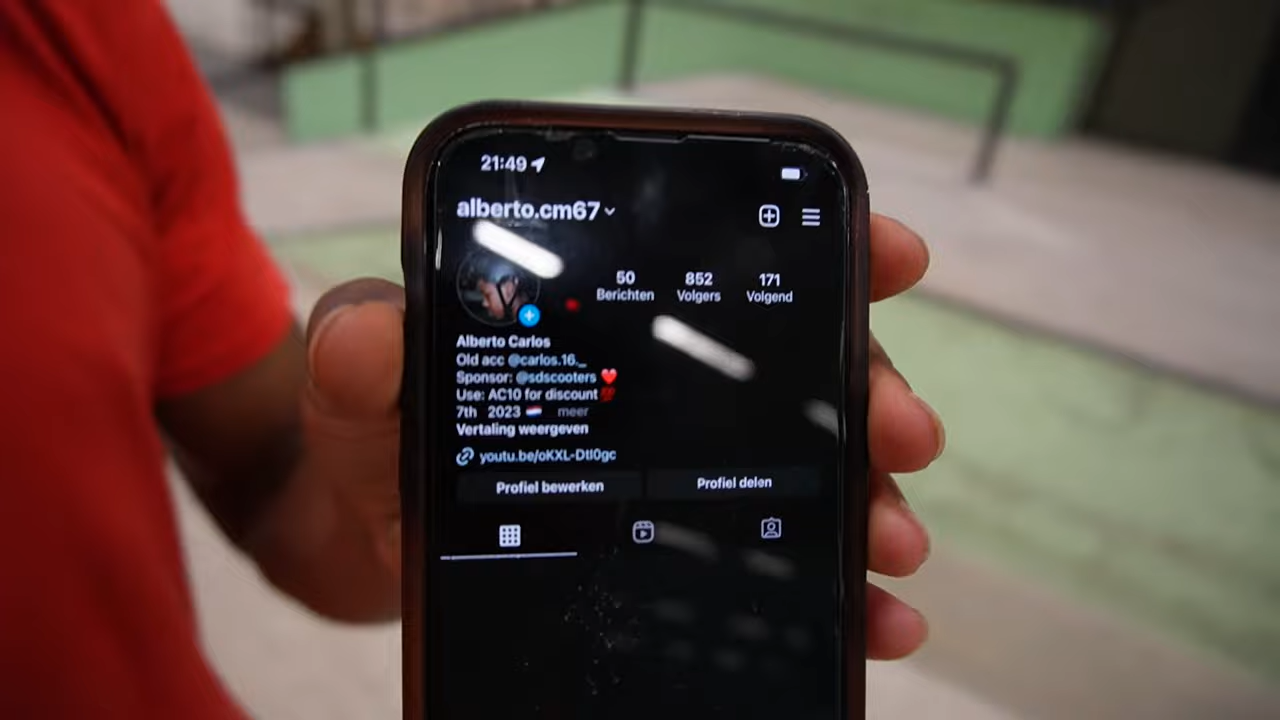 21:49
alberto.cm67
50 852 171
Berichten Volgers Volgend
Alberto Carlos
Old acc @carlos.16._
Sponsor: @sdscooters ❤️
Use: AC10 for discount 💯
7th 2023 🇳🇱 meer
Vertaling weergeven
youtu.be/oKXL-Dtl0gc
Profiel bewerken Profiel delen